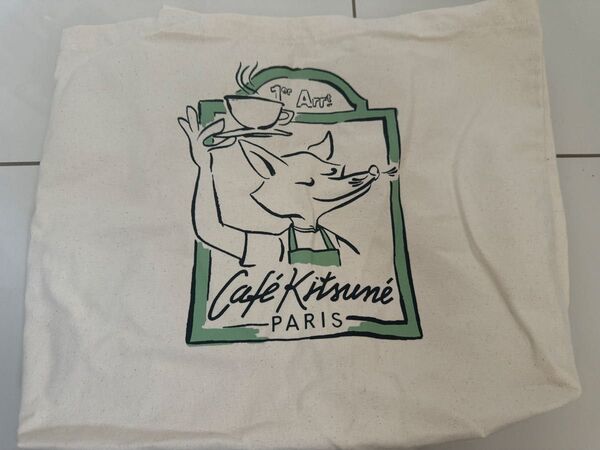 1er Arrt
Café Kitsuné
PARIS